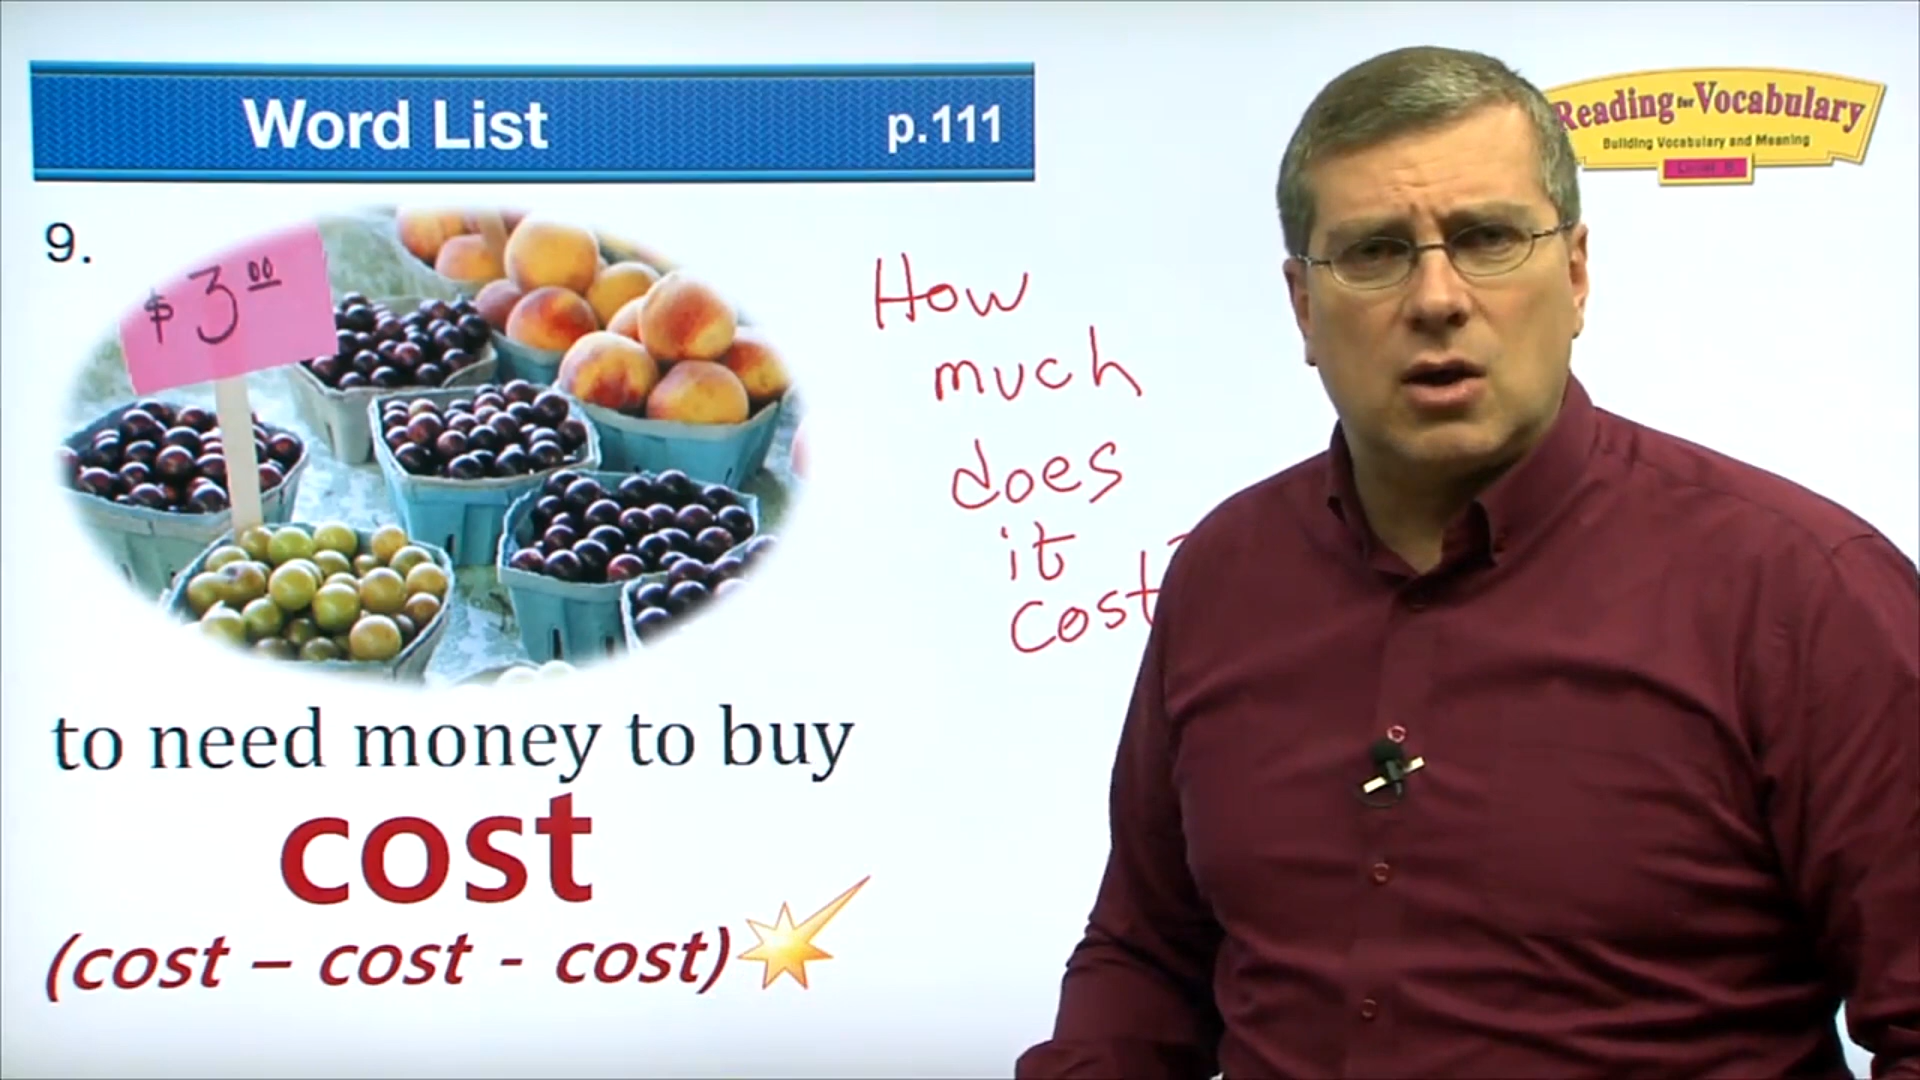 Word List p.111
Reading for Vocabulary
Building Vocabulary and Meaning
9.
$3.00
How
much
does
it
cost?
to need money to buy
cost
(cost – cost - cost)